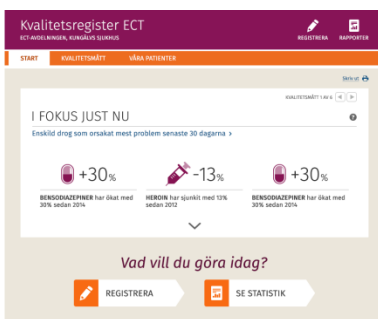 Kvalitetsregister ECT
ECT-AVDELNINGEN, KUNGÄLVS SJUKHUS
REGISTRERA
RAPPORTER
START
KVALITETSMÅTT
VÅRA PATIENTER
Skriv ut
KVALITETSMÅTT 1 AV 6
I FOKUS JUST NU
Enskild drog som orsakat mest problem senaste 30 dagarna ›
+30%
-13%
+30%
BENSODIAZEPINER har ökat med
30% sedan 2014
HEROIN har sjunkit med 13%
sedan 2012
BENSODIAZEPINER har ökat med
30% sedan 2014
Vad vill du göra idag?
REGISTRERA
SE STATISTIK